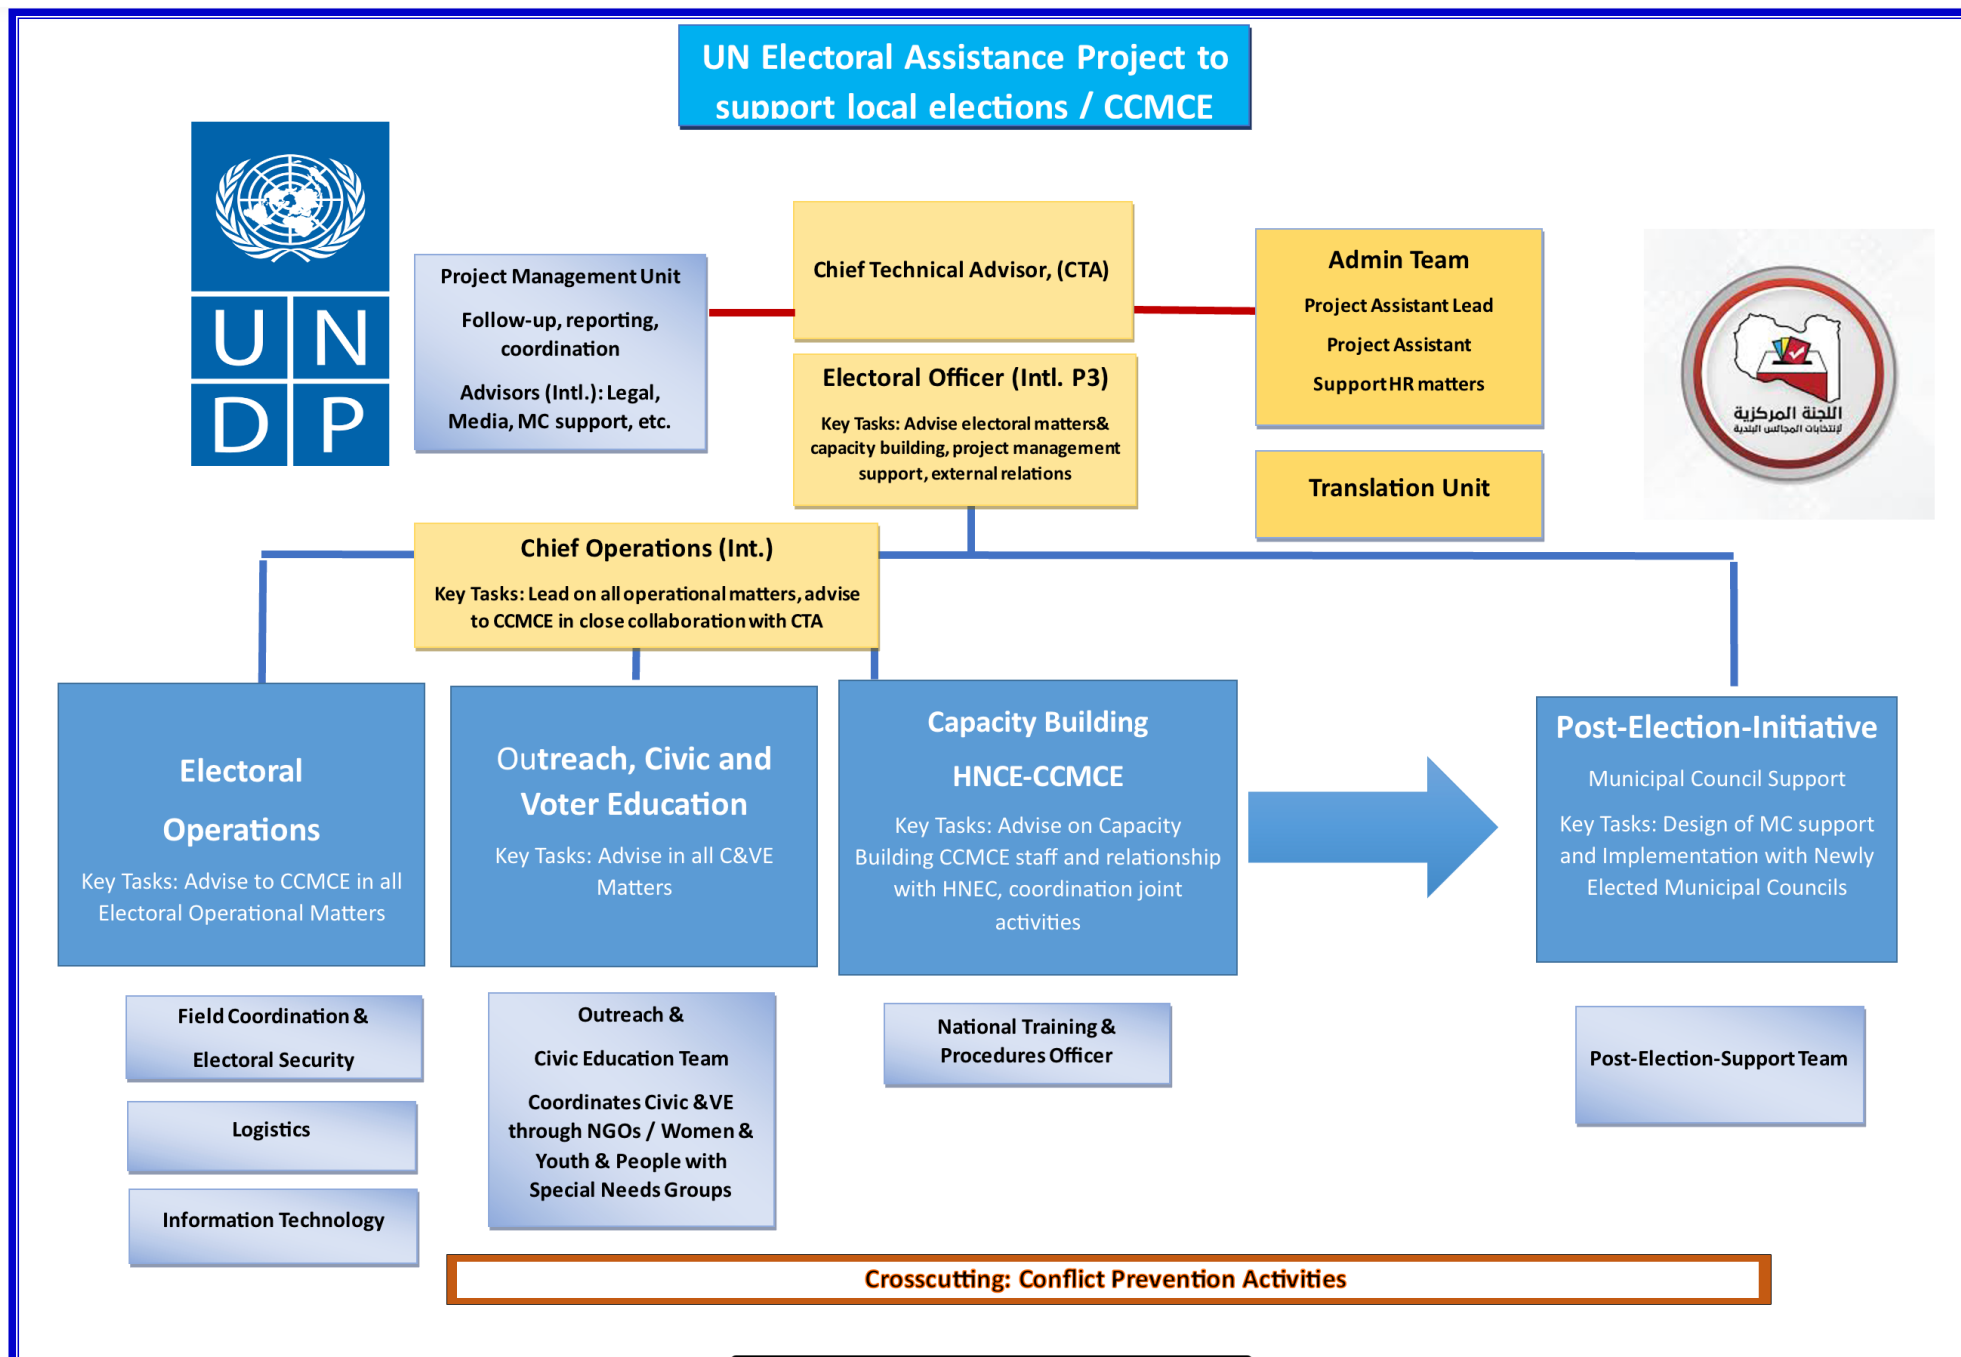 UN Electoral Assistance Project to
support local elections / CCMCE
U N
D P
Project Management Unit
Follow-up, reporting,
coordination
Advisors (Intl.): Legal,
Media, MC support, etc.
Chief Technical Advisor, (CTA)
Electoral Officer (Intl. P3)
Key Tasks: Advise electoral matters&
capacity building, project management
support, external relations
Admin Team
Project Assistant Lead
Project Assistant
Support HR matters
Translation Unit
اللجنة المركزية
لإنتخابات المجالس البلدية
Chief Operations (Int.)
Key Tasks: Lead on all operational matters, advise
to CCMCE in close collaboration with CTA
Electoral
Operations
Key Tasks: Advise to CCMCE in all
Electoral Operational Matters
Outreach, Civic and
Voter Education
Key Tasks: Advise in all C&VE
Matters
Capacity Building
HNCE-CCMCE
Key Tasks: Advise on Capacity
Building CCMCE staff and relationship
with HNEC, coordination joint
activities
Post-Election-Initiative
Municipal Council Support
Key Tasks: Design of MC support
and Implementation with Newly
Elected Municipal Councils
Field Coordination &
Electoral Security
Logistics
Information Technology
Outreach &
Civic Education Team
Coordinates Civic &VE
through NGOs / Women &
Youth & People with
Special Needs Groups
National Training &
Procedures Officer
Post-Election-Support Team
Crosscutting: Conflict Prevention Activities